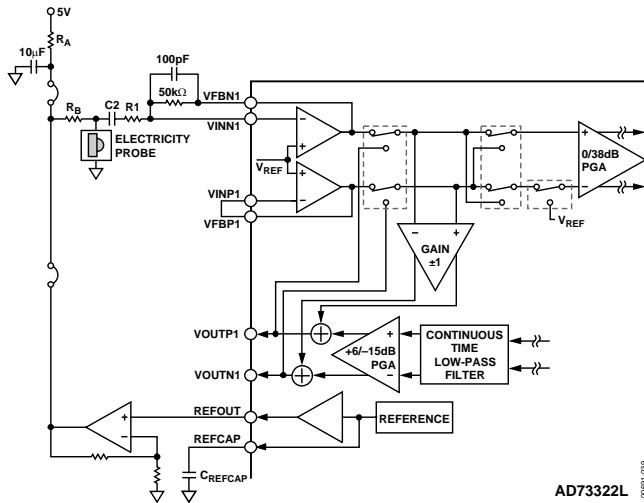 5V
RA
10µF
100pF
50kΩ
VFBN1
RB
C2
R1
VINN1
ELECTRICITY
PROBE
VREF
VINP1
VFBP1
0/38dB
PGA
VREF
GAIN
±1
VOUTP1
+6/–15dB
PGA
CONTINUOUS
TIME
LOW-PASS
FILTER
VOUTN1
REFOUT
REFERENCE
REFCAP
CREFCAP
AD73322L